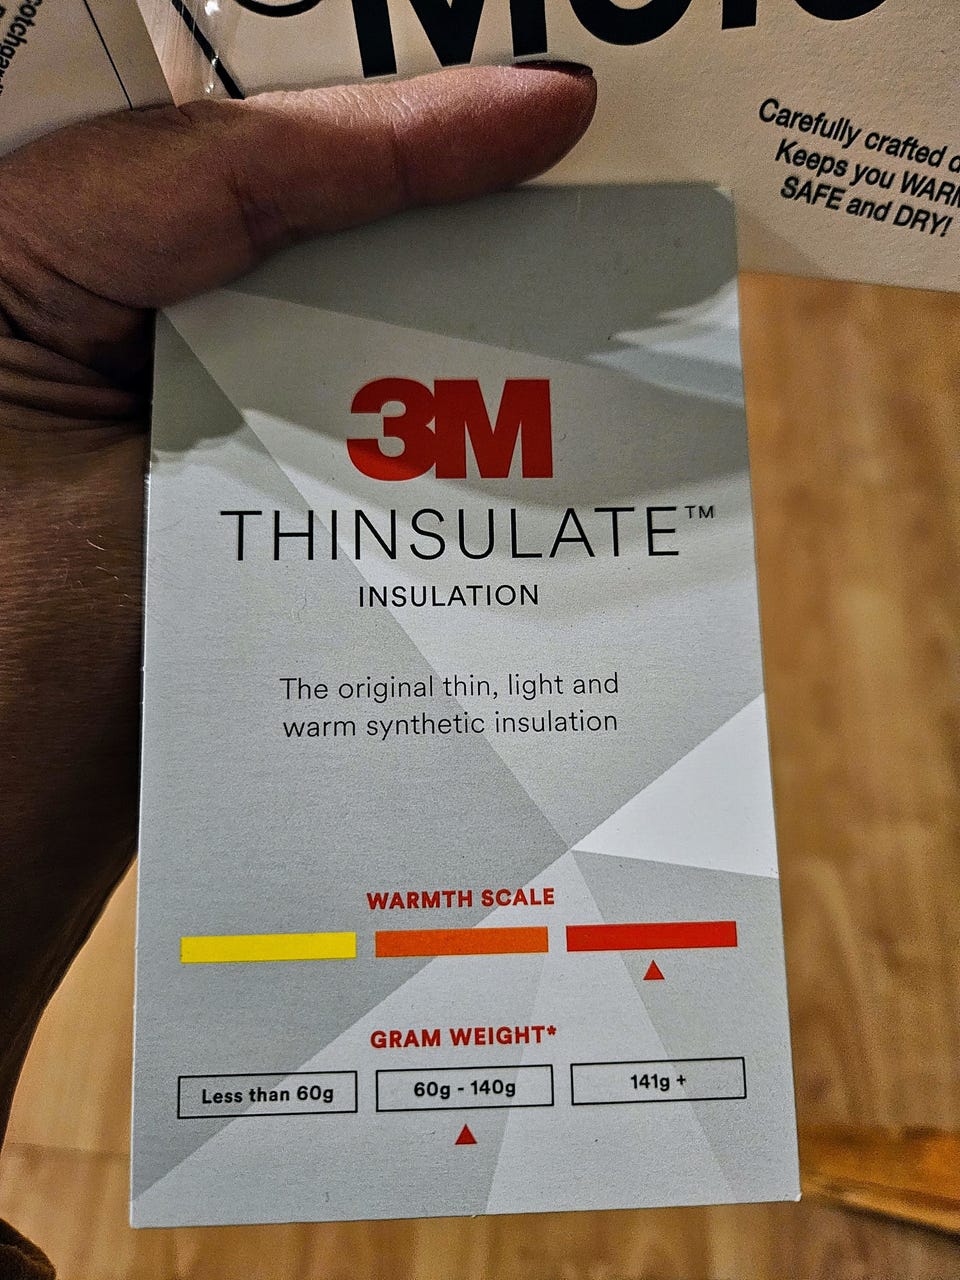 Carefully crafted
Keeps you
SAFE and DRY!
3M
THINSULATE™
INSULATION
The original thin, light and
warm synthetic insulation
WARMTH SCALE
GRAM WEIGHT*
Less than 60g
60g - 140g
141g +